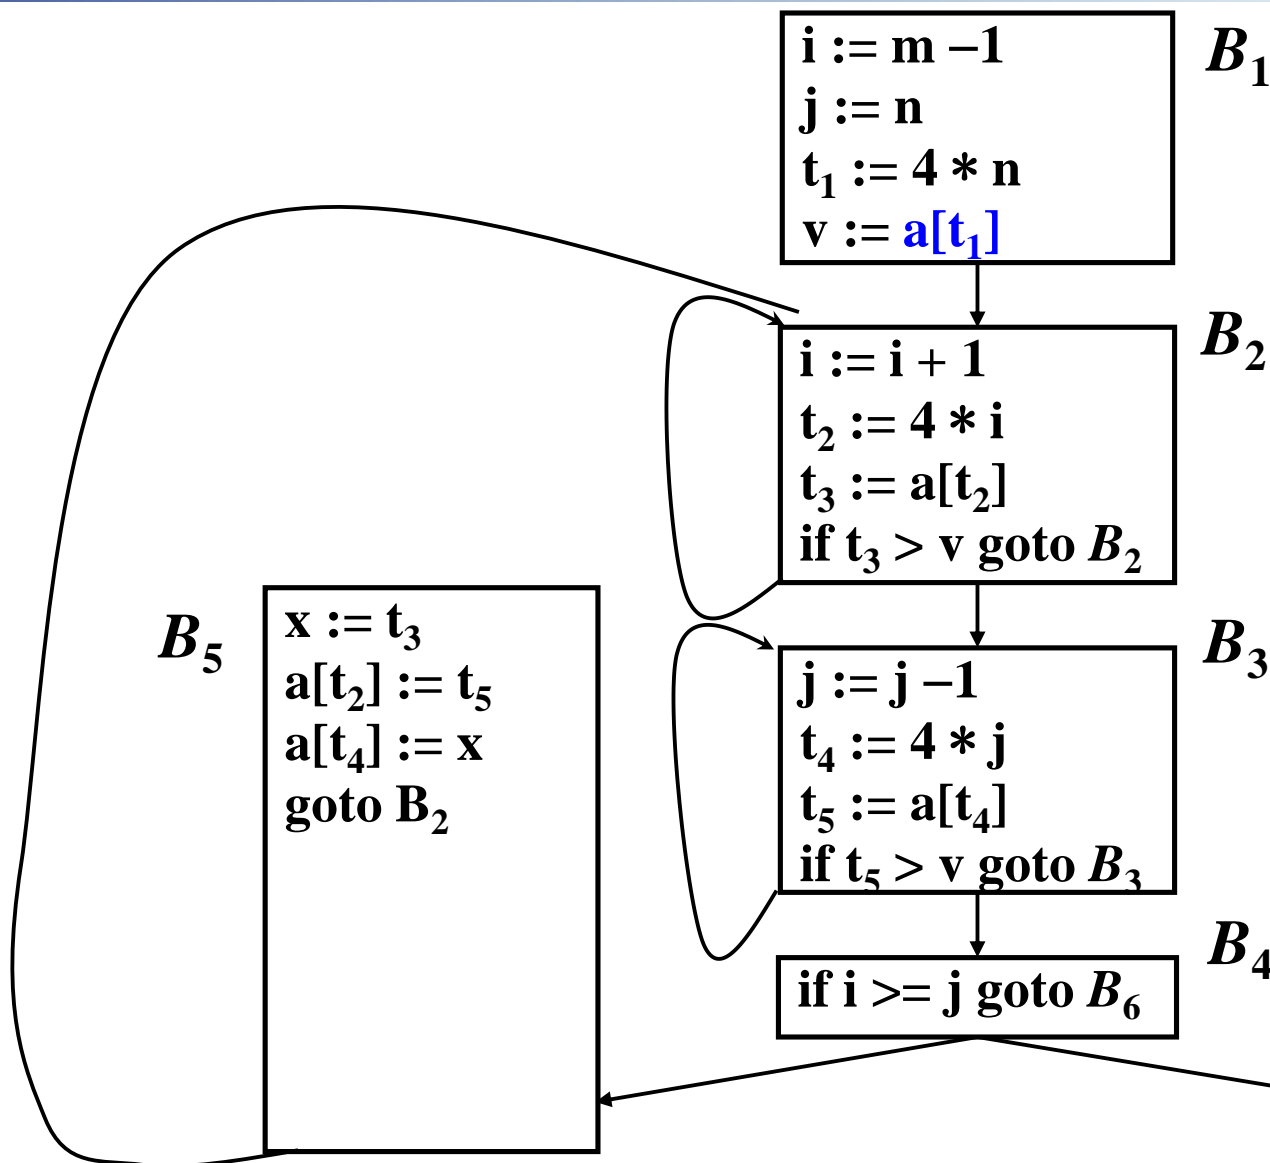 i := m −1
j := n
t₁ := 4 * n
v := a[t₁]
B₁
i := i + 1
t₂ := 4 * i
t₃ := a[t₂]
if t₃ > v goto B₂
B₂
B₅
x := t₃
a[t₂] := t₅
a[t₄] := x
goto B₂
j := j −1
t₄ := 4 * j
t₅ := a[t₄]
if t₅ > v goto B₃
B₃
if i >= j goto B₆
B₄